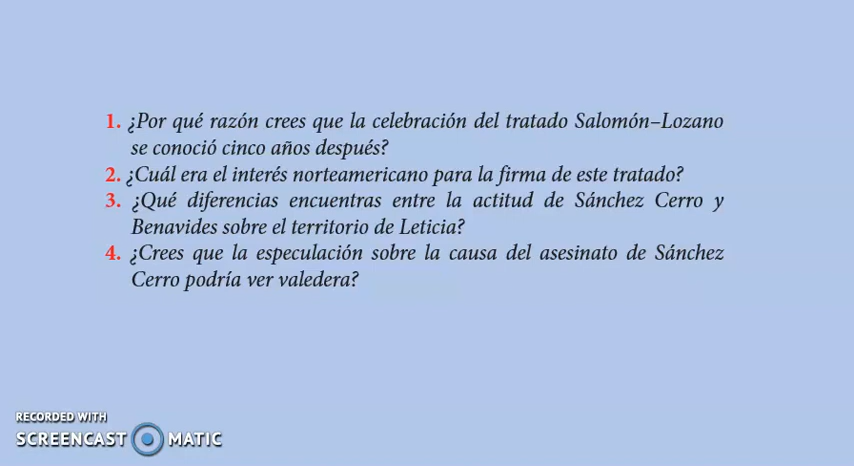 1. ¿Por qué razón crees que la celebración del tratado Salomón–Lozano
se conoció cinco años después?
2. ¿Cuál era el interés norteamericano para la firma de este tratado?
3. ¿Qué diferencias encuentras entre la actitud de Sánchez Cerro y
Benavides sobre el territorio de Leticia?
4. ¿Crees que la especulación sobre la causa del asesinato de Sánchez
Cerro podría ver valedera?
RECORDED WITH
SCREENCAST MATIC